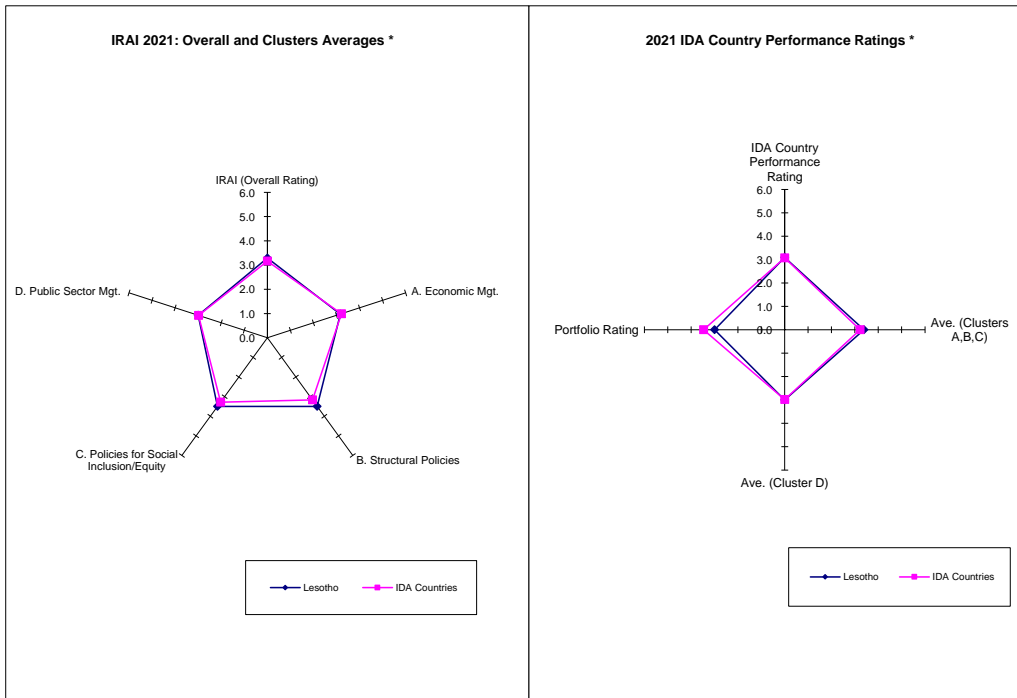 IRAI 2021: Overall and Clusters Averages *
IRAI (Overall Rating)
6.0
5.0
4.0
3.0
2.0
1.0
0.0
A. Economic Mgt.
B. Structural Policies
C. Policies for Social
Inclusion/Equity
D. Public Sector Mgt.
Lesotho
IDA Countries
2021 IDA Country Performance Ratings *
IDA Country
Performance
Rating
6.0
5.0
4.0
3.0
2.0
1.0
0.0
Ave. (Clusters
A,B,C)
Ave. (Cluster D)
Portfolio Rating
Lesotho
IDA Countries